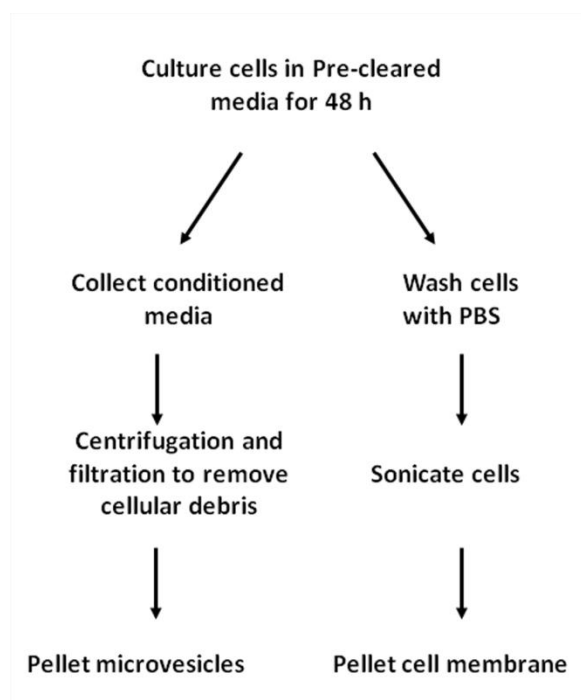 Culture cells in Pre-cleared
media for 48 h
Collect conditioned
media
Wash cells
with PBS
Centrifugation and
filtration to remove
cellular debris
Sonicate cells
Pellet microvesicles
Pellet cell membrane